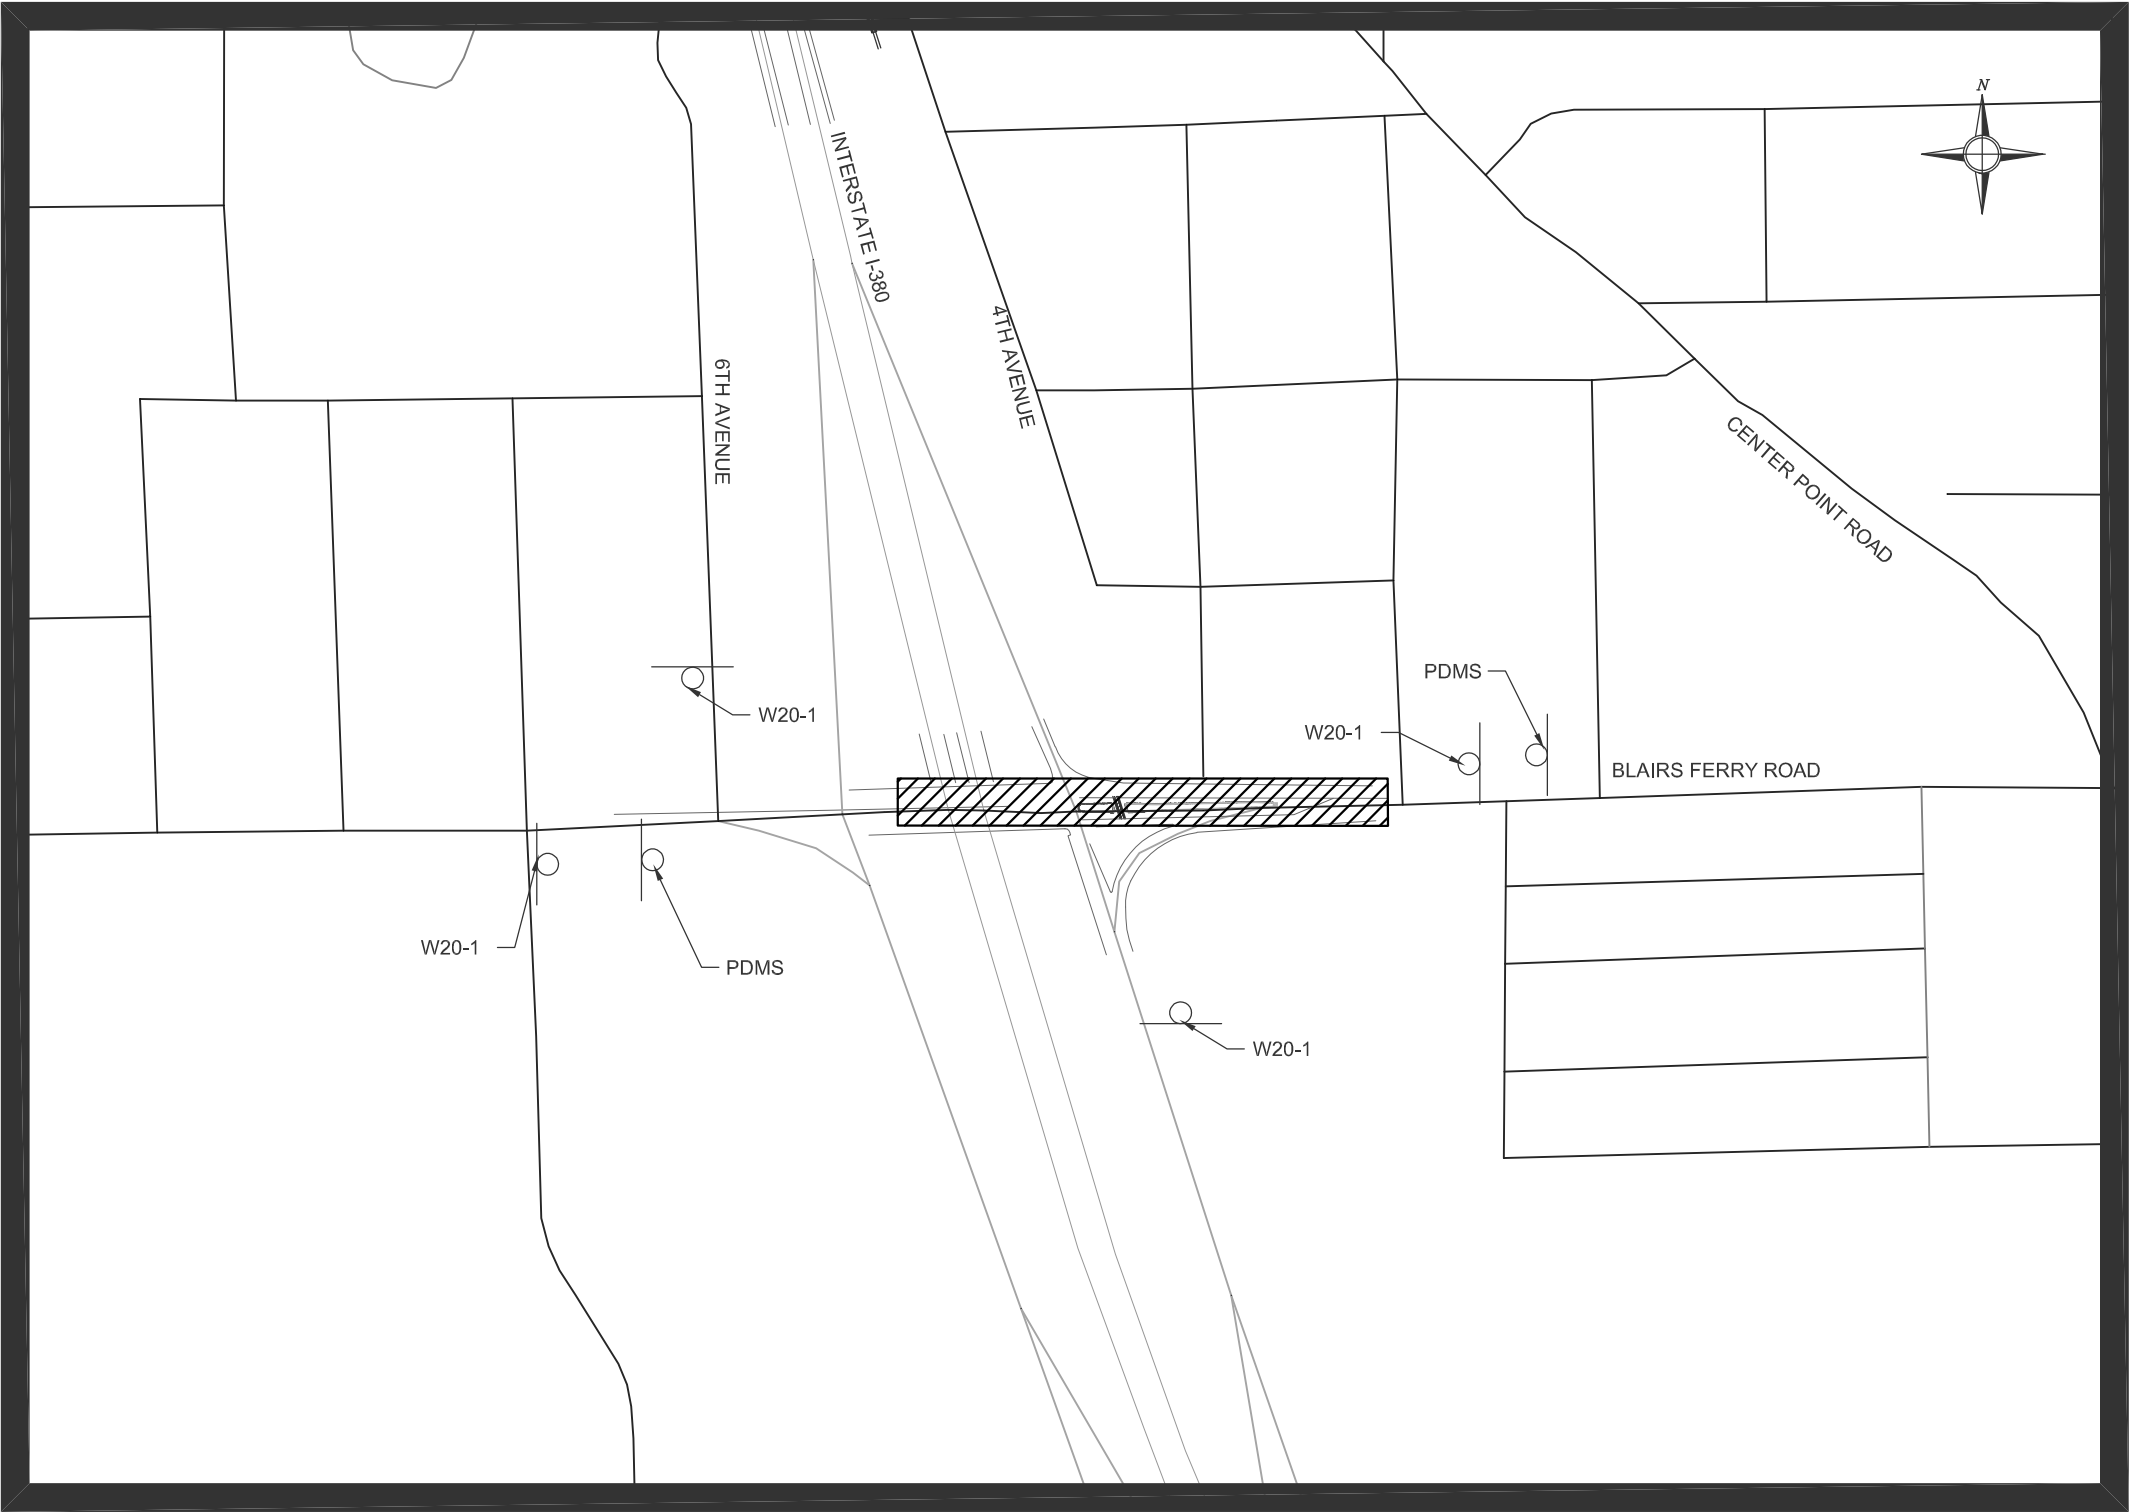 N
INTERSTATE I-380
4TH AVENUE
6TH AVENUE
CENTER POINT ROAD
W20-1
PDMS
W20-1
BLAIRS FERRY ROAD
W20-1
PDMS
W20-1